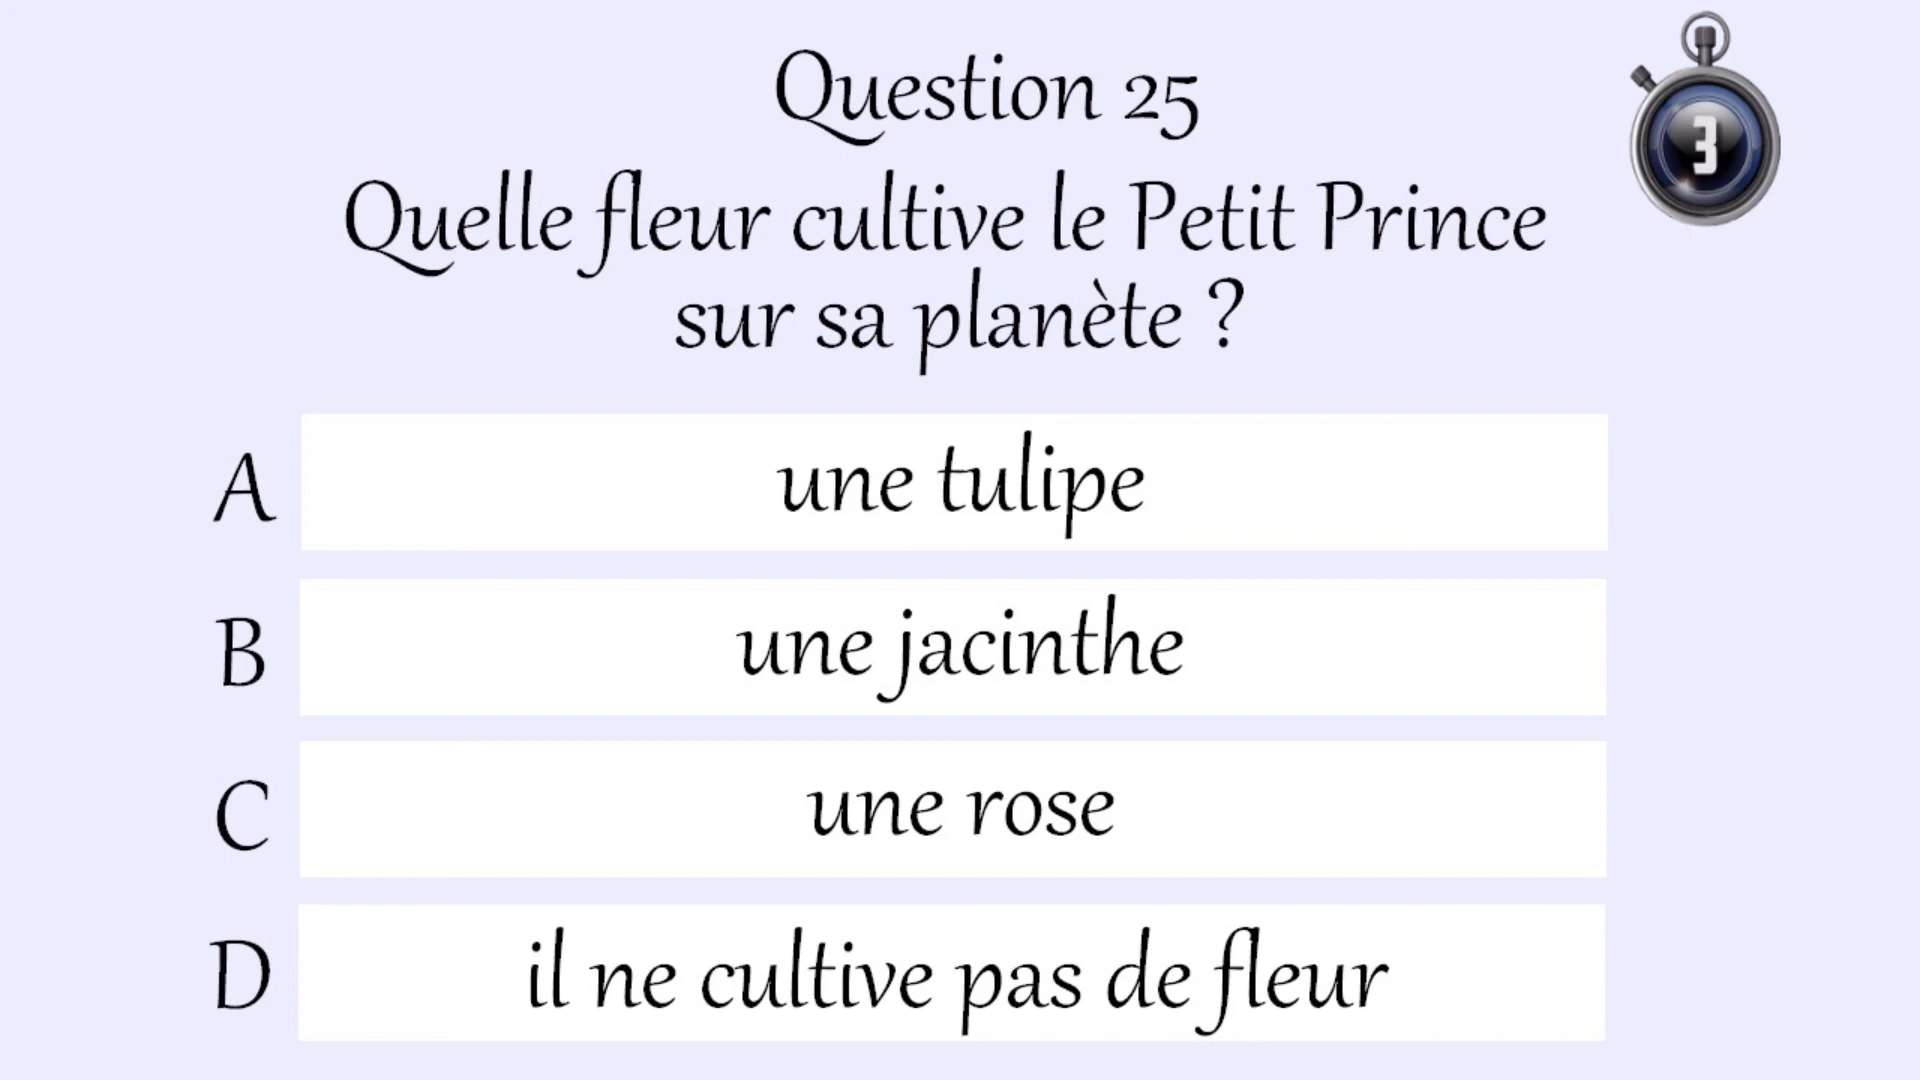 Question 25
3
Quelle fleur cultive le Petit Prince
sur sa planète ?
A une tulipe
B une jacinthe
C une rose
D il ne cultive pas de fleur